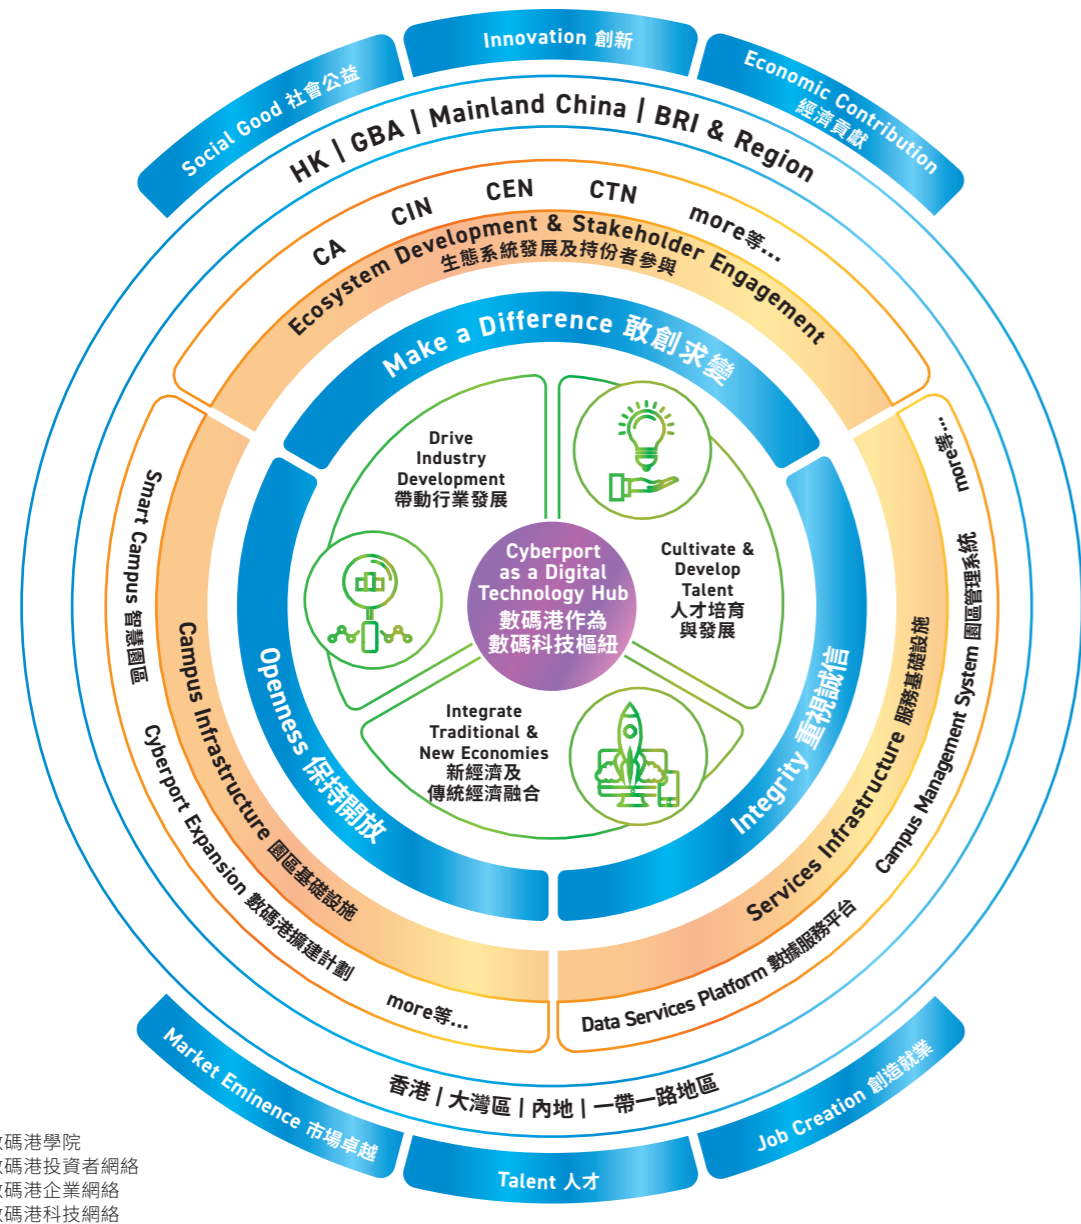 Social Good 社會公益
Innovation 創新
Economic Contribution
經濟貢獻
HK | GBA | Mainland China | BRI & Region
CA
CIN
CEN
CTN
more等...
Ecosystem Development & Stakeholder Engagement
生態系統發展及持份者參與
Make a Difference 敢創求變
Drive
Industry
Development
帶動行業發展
Cyberport
as a Digital
Technology Hub
數碼港作為
數碼科技樞紐
Cultivate &
Develop
Talent
人才培育
與發展
Integrate
Traditional &
New Economies
新經濟及
傳統經濟融合
Openness 保持開放
Integrity 重視誠信
Campus Infrastructure 園區基礎設施
Smart Campus 智慧園區
Cyberport Expansion 數碼港擴建計劃
more等...
Services Infrastructure 服務基礎設施
Data Services Platform 數據服務平台
Campus Management System 園區管理系統
more等...
香港 | 大灣區 | 內地 | 一帶一路地區
Market Eminence 市場卓越
Talent 人才
Job Creation 創造就業
碼港學院
碼港投資者網絡
碼港企業網絡
碼港科技網絡